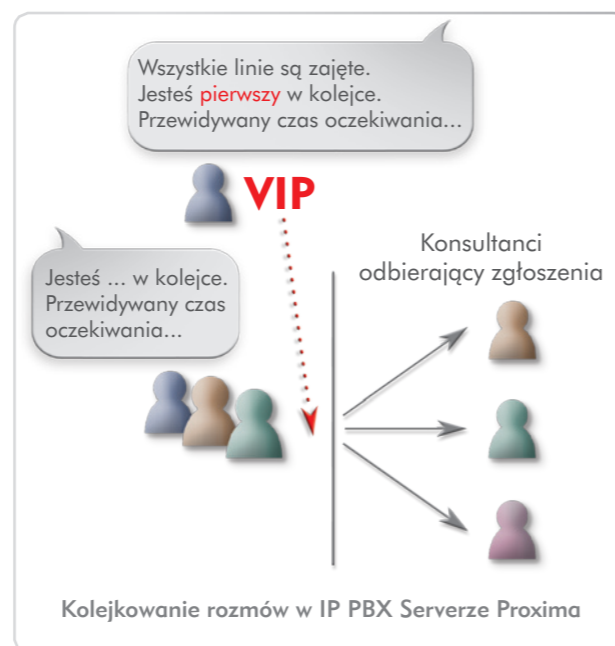 Wszystkie linie są zajęte.
Jesteś pierwszy w kolejce.
Przewidywany czas oczekiwania...
VIP
Jesteś ... w kolejce.
Przewidywany czas
oczekiwania...
Konsultanci
odbierający zgłoszenia
Kolejkowanie rozmów w IP PBX Serverze Proxima